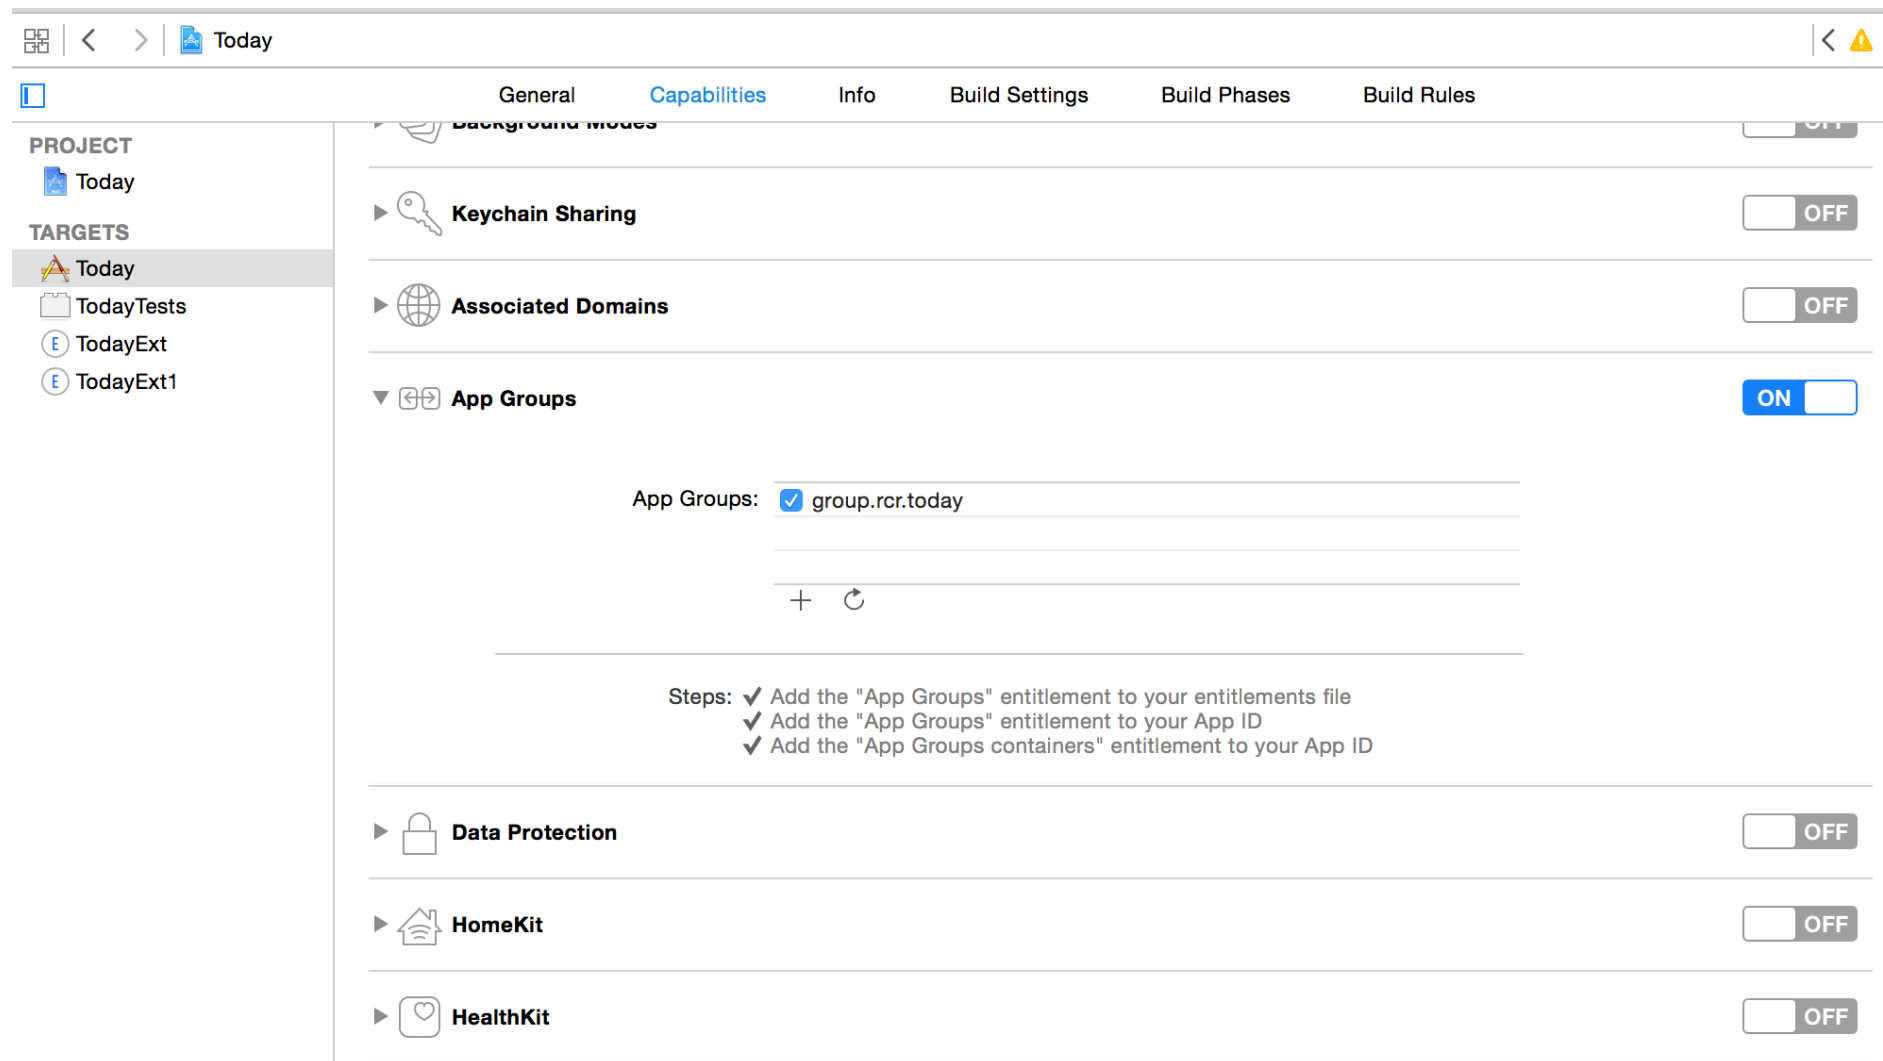 Today
General Capabilities Info Build Settings Build Phases Build Rules
PROJECT
Today
TARGETS
Today
TodayTests
E TodayExt
E TodayExt1
Background Modes OFF
Keychain Sharing OFF
Associated Domains OFF
App Groups ON
App Groups: group.rcr.today
Steps: ✔ Add the "App Groups" entitlement to your entitlements file
✔ Add the "App Groups" entitlement to your App ID
✔ Add the "App Groups containers" entitlement to your App ID
Data Protection OFF
HomeKit OFF
HealthKit OFF